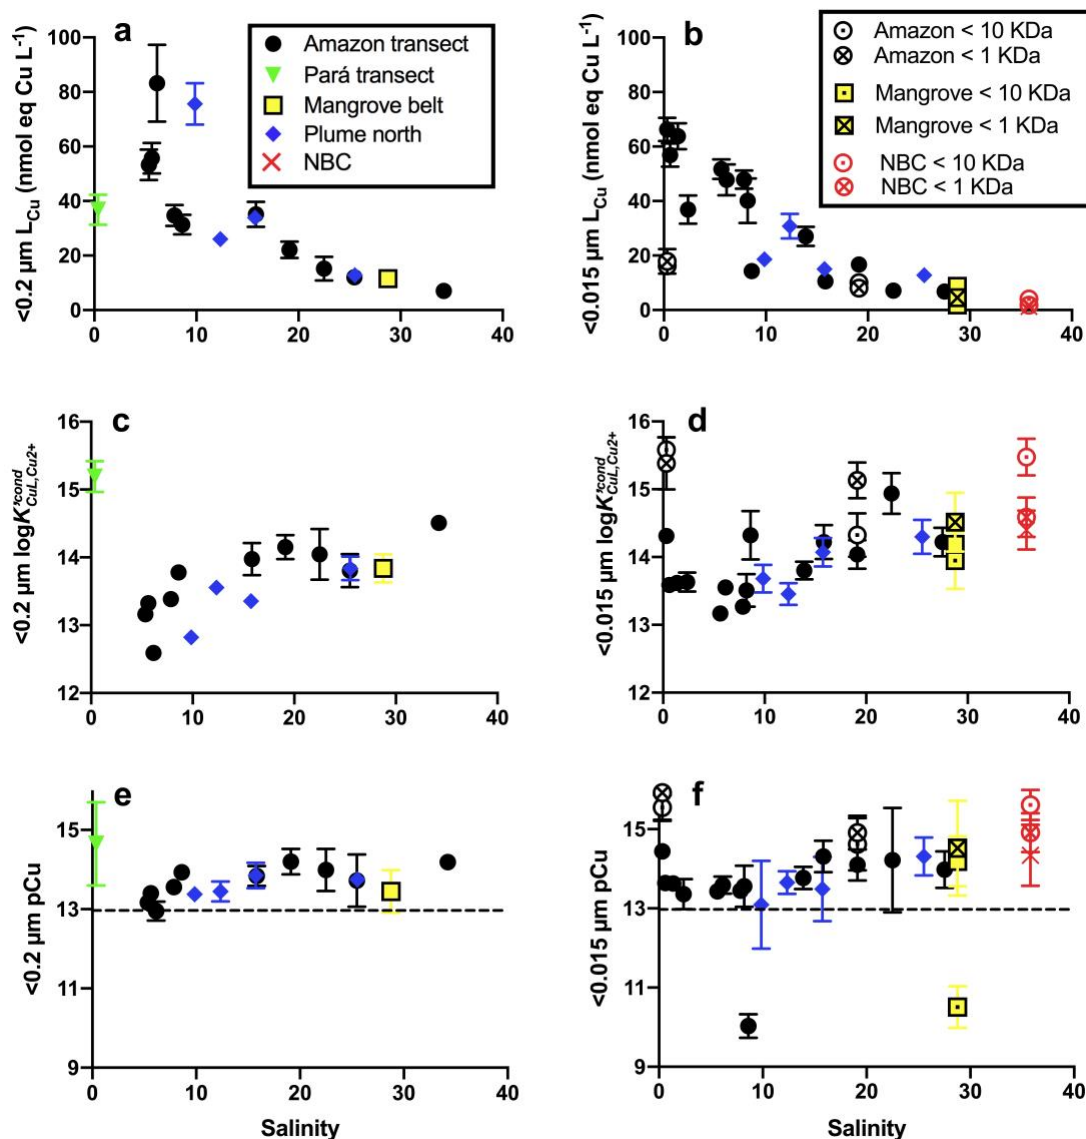 a
<0.2 µm L_Cu (nmol eq Cu L⁻¹)
100
80
60
40
20
0
0 10 20 30 40
Amazon transect
Pará transect
Mangrove belt
Plume north
NBC
b
<0.015 µm L_Cu (nmol eq Cu L⁻¹)
100
80
60
40
20
0
0 10 20 30 40
Amazon < 10 KDa
Amazon < 1 KDa
Mangrove < 10 KDa
Mangrove < 1 KDa
NBC < 10 KDa
NBC < 1 KDa
c
<0.2 µm logK'^cond_CuL,Cu2+
16
15
14
13
12
0 10 20 30 40
d
<0.015 µm logK'^cond_CuL,Cu2+
16
15
14
13
12
0 10 20 30 40
e
<0.2 µm pCu
15
13
11
9
0 10 20 30 40
Salinity
f
<0.015 µm pCu
15
13
11
9
0 10 20 30 40
Salinity